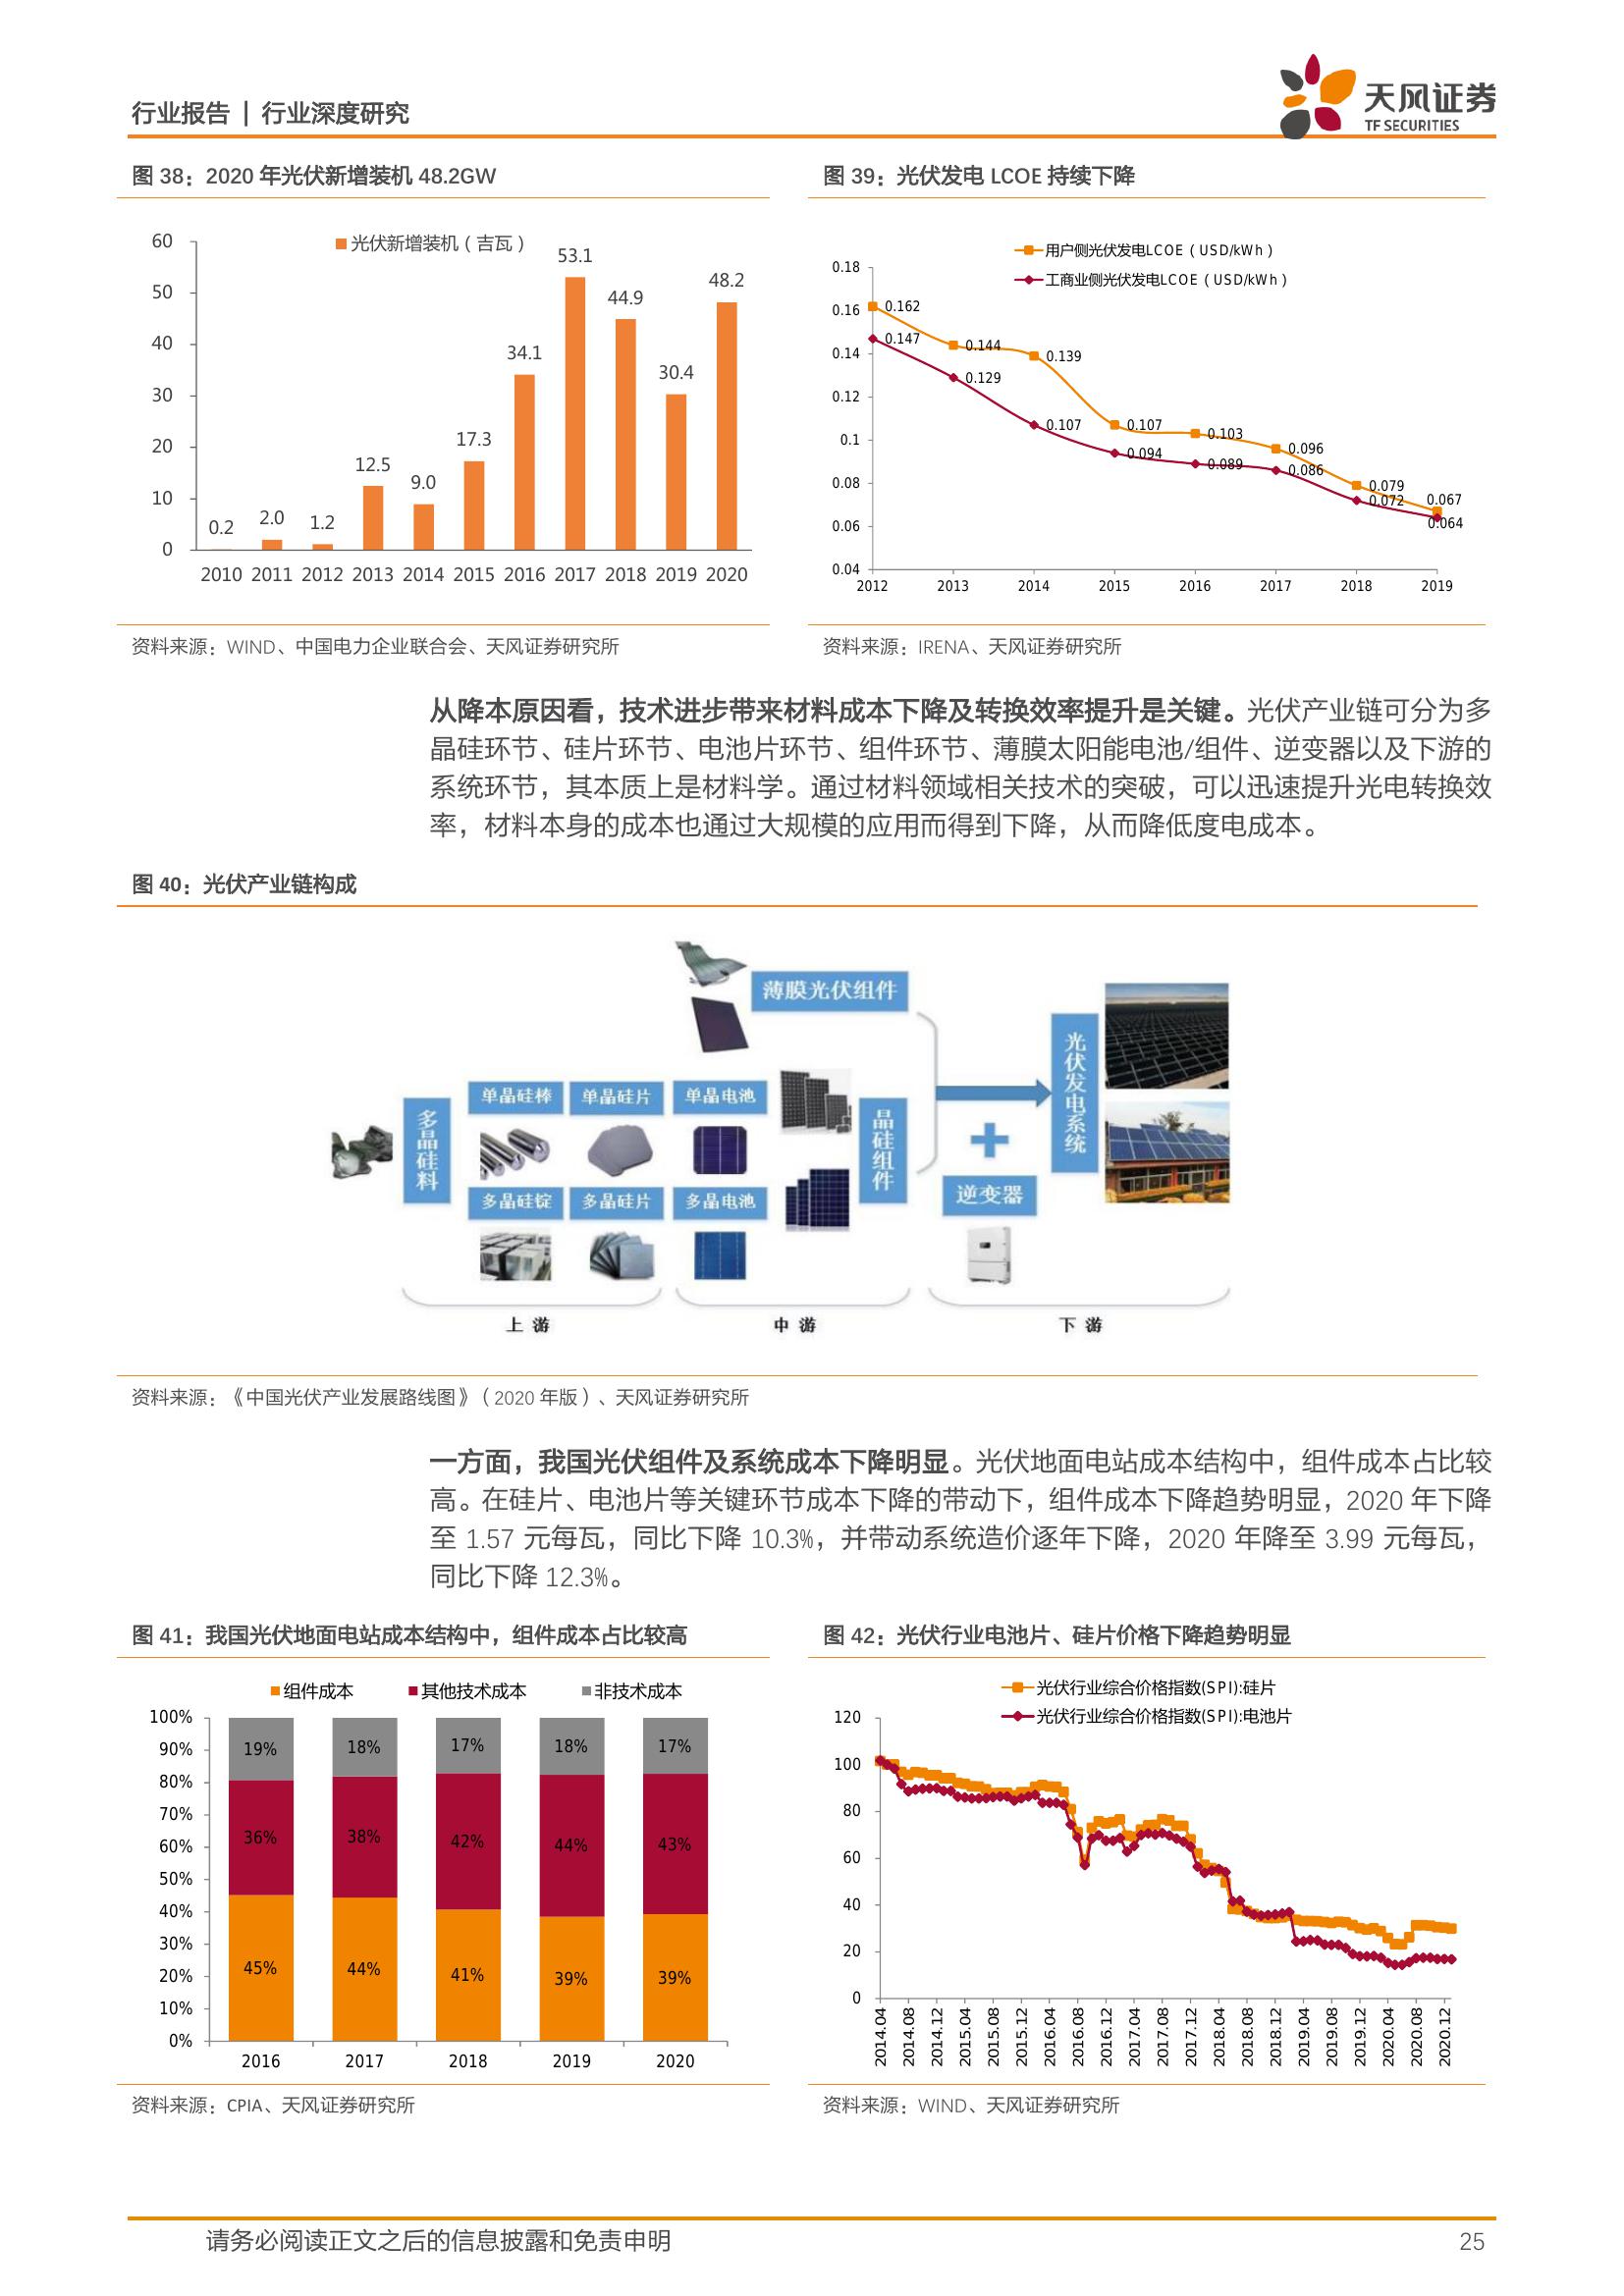 行业报告 | 行业深度研究
天风证券
TF SECURITIES
图 38：2020 年光伏新增装机 48.2GW
光伏新增装机（吉瓦）
60
50
40
30
20
10
0
0.2
2.0
1.2
12.5
9.0
17.3
34.1
53.1
44.9
30.4
48.2
2010 2011 2012 2013 2014 2015 2016 2017 2018 2019 2020
资料来源：WIND、中国电力企业联合会、天风证券研究所
图 39：光伏发电 LCOE 持续下降
用户侧光伏发电LCOE（USD/kWh）
工商业侧光伏发电LCOE（USD/kWh）
0.18
0.16
0.14
0.12
0.1
0.08
0.06
0.04
0.162
0.144
0.139
0.107
0.103
0.096
0.079
0.067
0.147
0.129
0.107
0.094
0.089
0.086
0.072
0.064
2012 2013 2014 2015 2016 2017 2018 2019
资料来源：IRENA、天风证券研究所
从降本原因看，技术进步带来材料成本下降及转换效率提升是关键。光伏产业链可分为多
晶硅环节、硅片环节、电池片环节、组件环节、薄膜太阳能电池/组件、逆变器以及下游的
系统环节，其本质上是材料学。通过材料领域相关技术的突破，可以迅速提升光电转换效
率，材料本身的成本也通过大规模的应用而得到下降，从而降低度电成本。
图 40：光伏产业链构成
薄膜光伏组件
多晶硅料
单晶硅棒
单晶硅片
单晶电池
多晶硅锭
多晶硅片
多晶电池
晶硅组件
逆变器
光伏发电系统
上 游
中 游
下 游
资料来源：《中国光伏产业发展路线图》（2020 年版）、天风证券研究所
一方面，我国光伏组件及系统成本下降明显。光伏地面电站成本结构中，组件成本占比较
高。在硅片、电池片等关键环节成本下降的带动下，组件成本下降趋势明显，2020 年下降
至 1.57 元每瓦，同比下降 10.3%，并带动系统造价逐年下降，2020 年降至 3.99 元每瓦，
同比下降 12.3%。
图 41：我国光伏地面电站成本结构中，组件成本占比较高
组件成本 其他技术成本 非技术成本
100%
90%
80%
70%
60%
50%
40%
30%
20%
10%
0%
19% 18% 17% 18% 17%
36% 38% 42% 44% 43%
45% 44% 41% 39% 39%
2016 2017 2018 2019 2020
资料来源：CPIA、天风证券研究所
图 42：光伏行业电池片、硅片价格下降趋势明显
光伏行业综合价格指数(SPI):硅片
光伏行业综合价格指数(SPI):电池片
120
100
80
60
40
20
0
2014.04
2014.08
2014.12
2015.04
2015.08
2015.12
2016.04
2016.08
2016.12
2017.04
2017.08
2017.12
2018.04
2018.08
2018.12
2019.04
2019.08
2019.12
2020.04
2020.08
2020.12
资料来源：WIND、天风证券研究所
请务必阅读正文之后的信息披露和免责申明
25